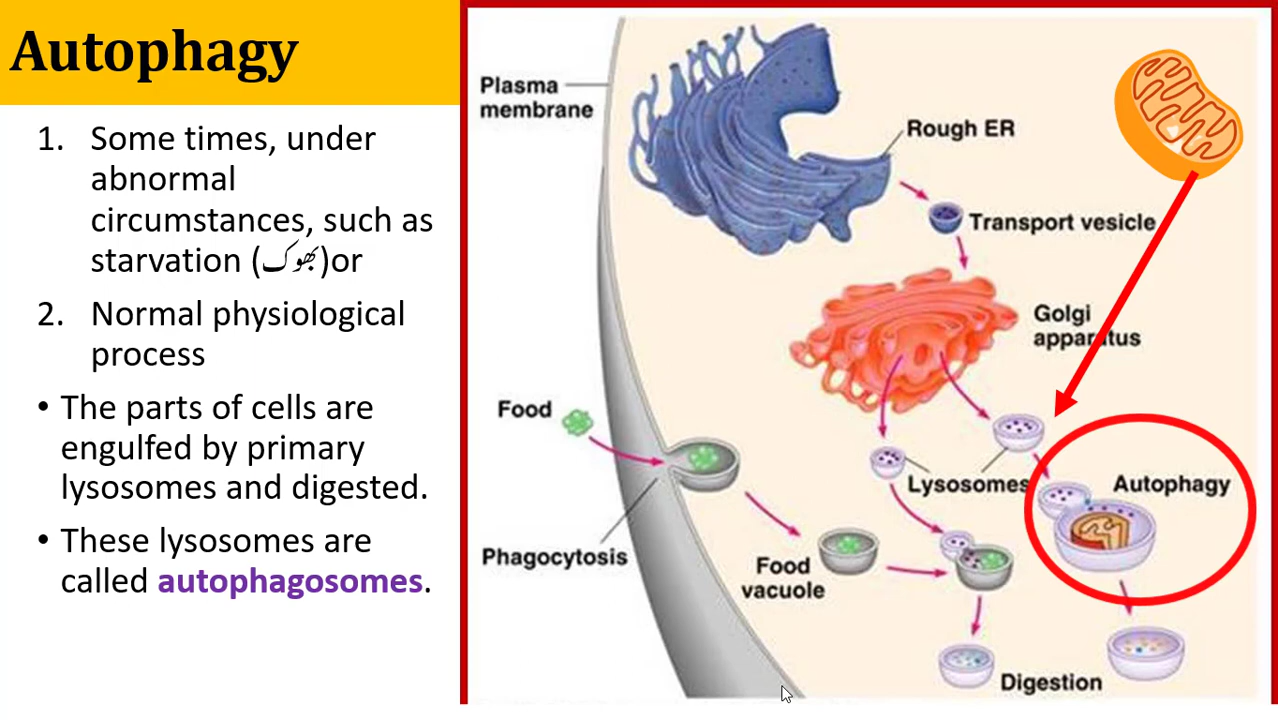 Autophagy
1. Some times, under
abnormal
circumstances, such as
starvation (بھوک)or
2. Normal physiological
process
• The parts of cells are
engulfed by primary
lysosomes and digested.
• These lysosomes are
called autophagosomes.
Plasma
membrane
Rough ER
Transport vesicle
Golgi
apparatus
Food
Lysosomes
Autophagy
Phagocytosis
Food
vacuole
Digestion